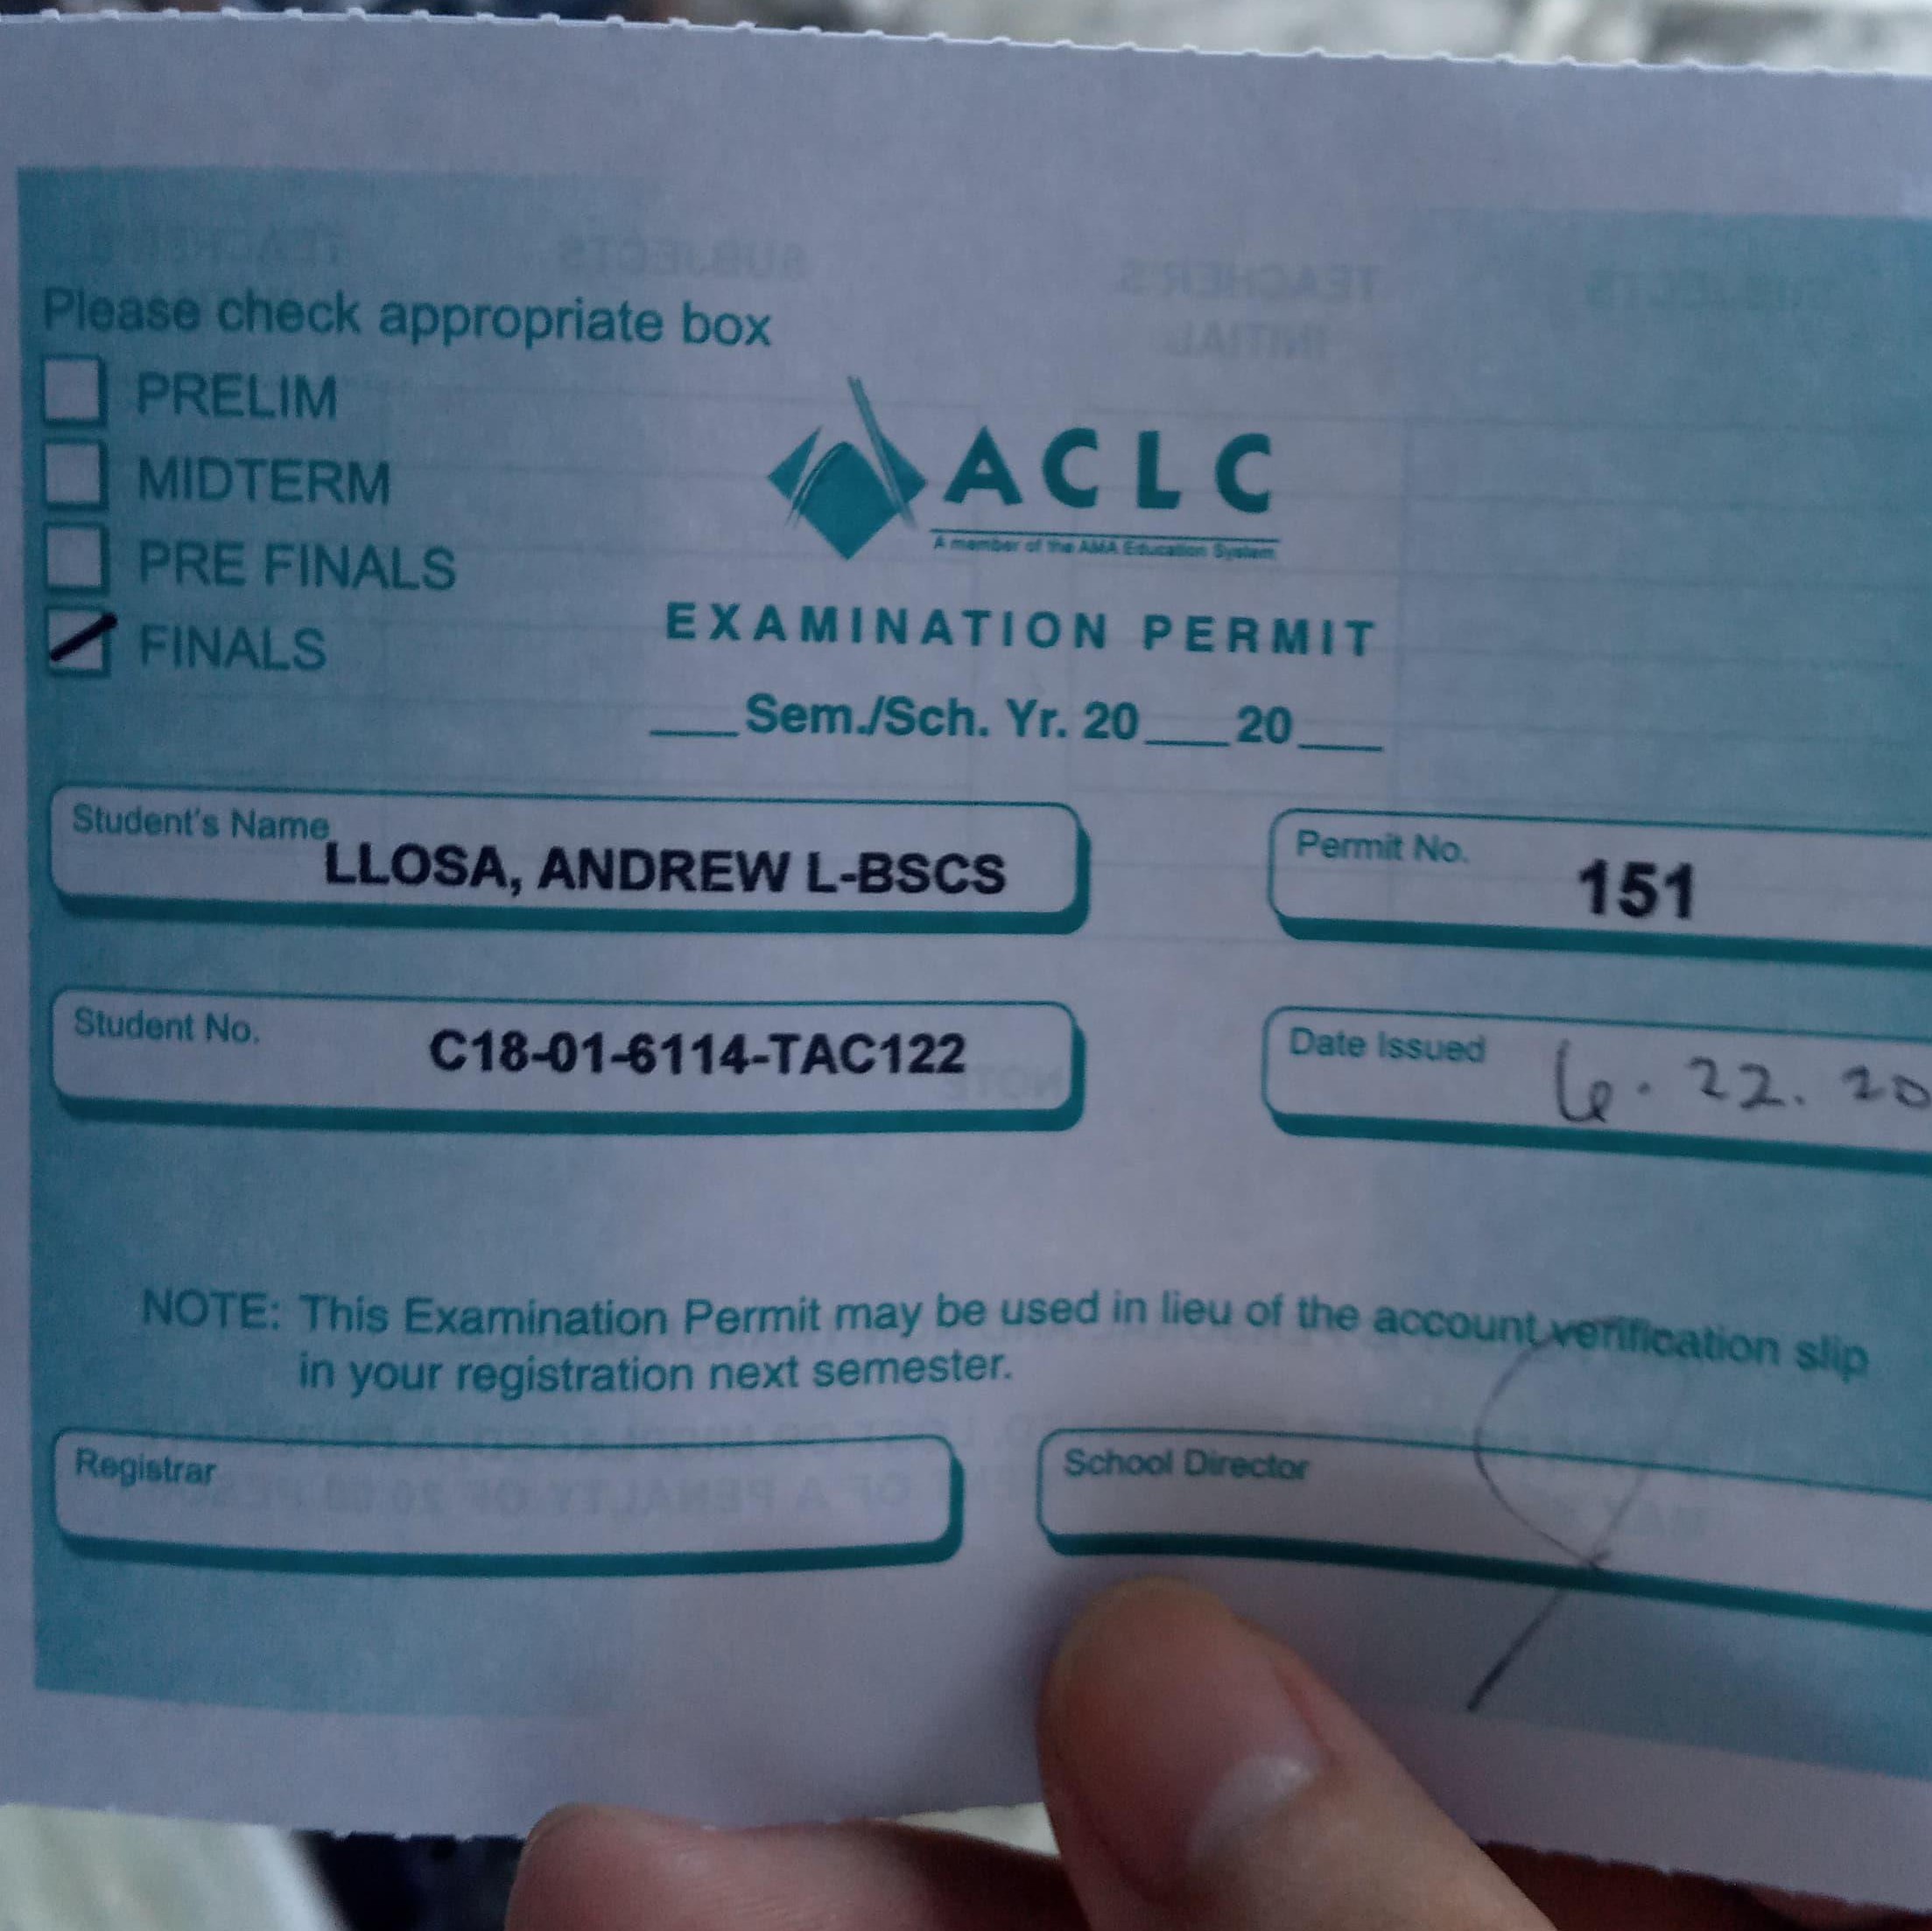 Please check appropriate box
PRELIM
MIDTERM
PRE FINALS
FINALS
ACLC
A member of the AMA Education System
EXAMINATION PERMIT
___Sem./Sch. Yr. 20___20___
Student's Name
LLOSA, ANDREW L-BSCS
Permit No.
151
Student No.
C18-01-6114-TAC122
Date Issued
6. 22. 20
NOTE: This Examination Permit may be used in lieu of the account verification slip
in your registration next semester.
Registrar
School Director